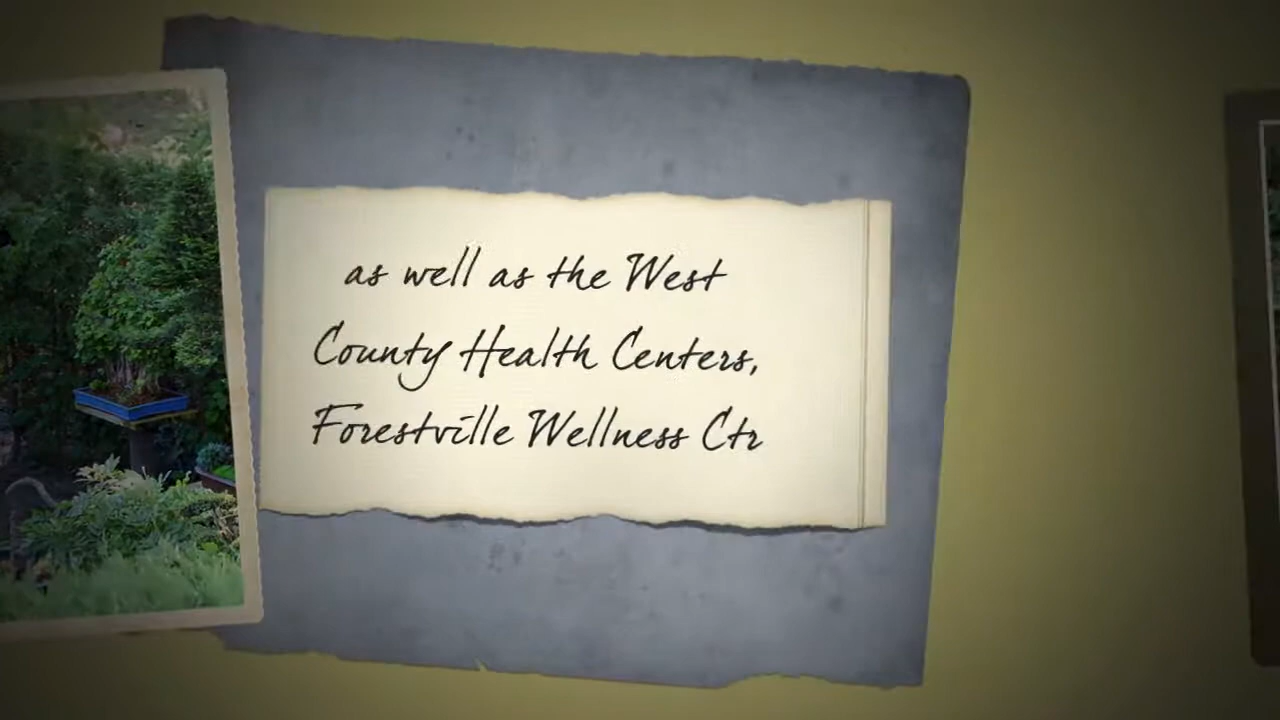 as well as the West
County Health Centers,
Forestville Wellness Ctr